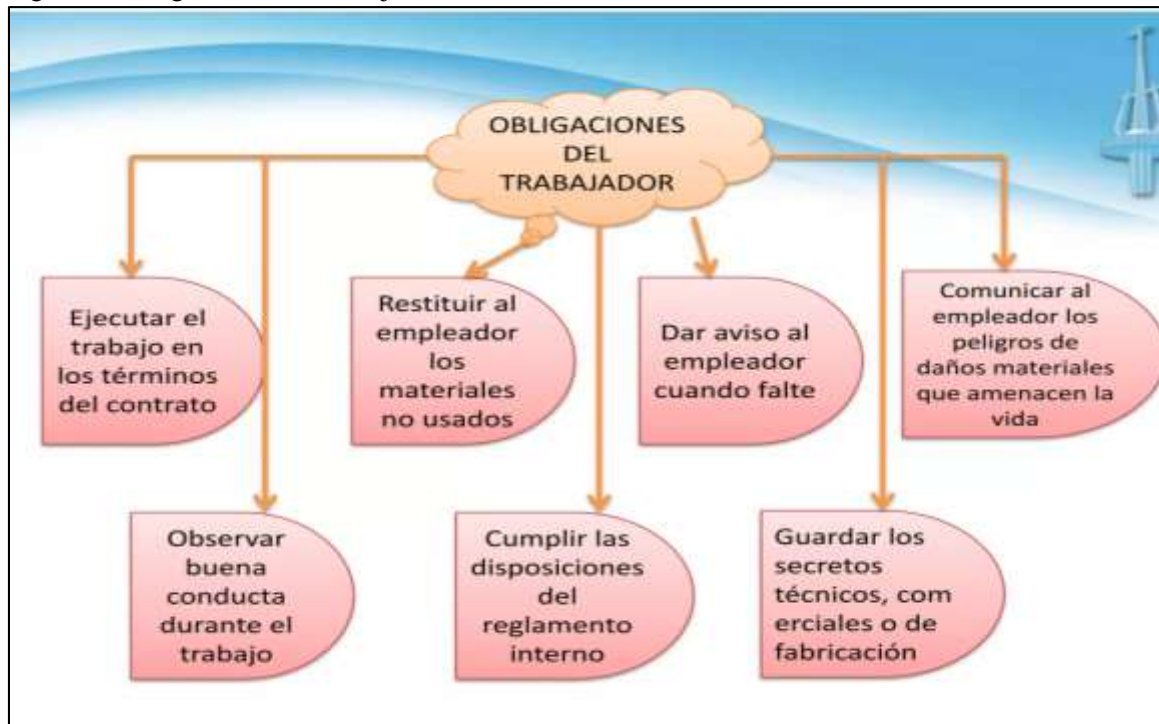 OBLIGACIONES
DEL
TRABAJADOR
Ejecutar el
trabajo en
los términos
del contrato
Restituir al
empleador
los
materiales
no usados
Dar aviso al
empleador
cuando falte
Comunicar al
empleador los
peligros de
daños materiales
que amenacen la
vida
Observar
buena
conducta
durante el
trabajo
Cumplir las
disposiciones
del
reglamento
interno
Guardar los
secretos
técnicos, com
erciales o de
fabricación